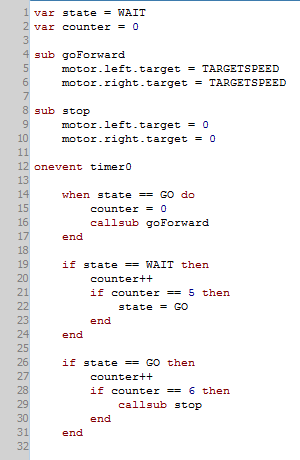 1 var state = WAIT
2 var counter = 0
3
4 sub goForward
5     motor.left.target = TARGETSPEED
6     motor.right.target = TARGETSPEED
7
8 sub stop
9     motor.left.target = 0
10     motor.right.target = 0
11
12 onevent timer0
13
14     when state == GO do
15         counter = 0
16         callsub goForward
17     end
18
19     if state == WAIT then
20         counter++
21         if counter == 5 then
22             state = GO
23         end
24     end
25
26     if state == GO then
27         counter++
28         if counter == 6 then
29             callsub stop
30         end
31     end
32